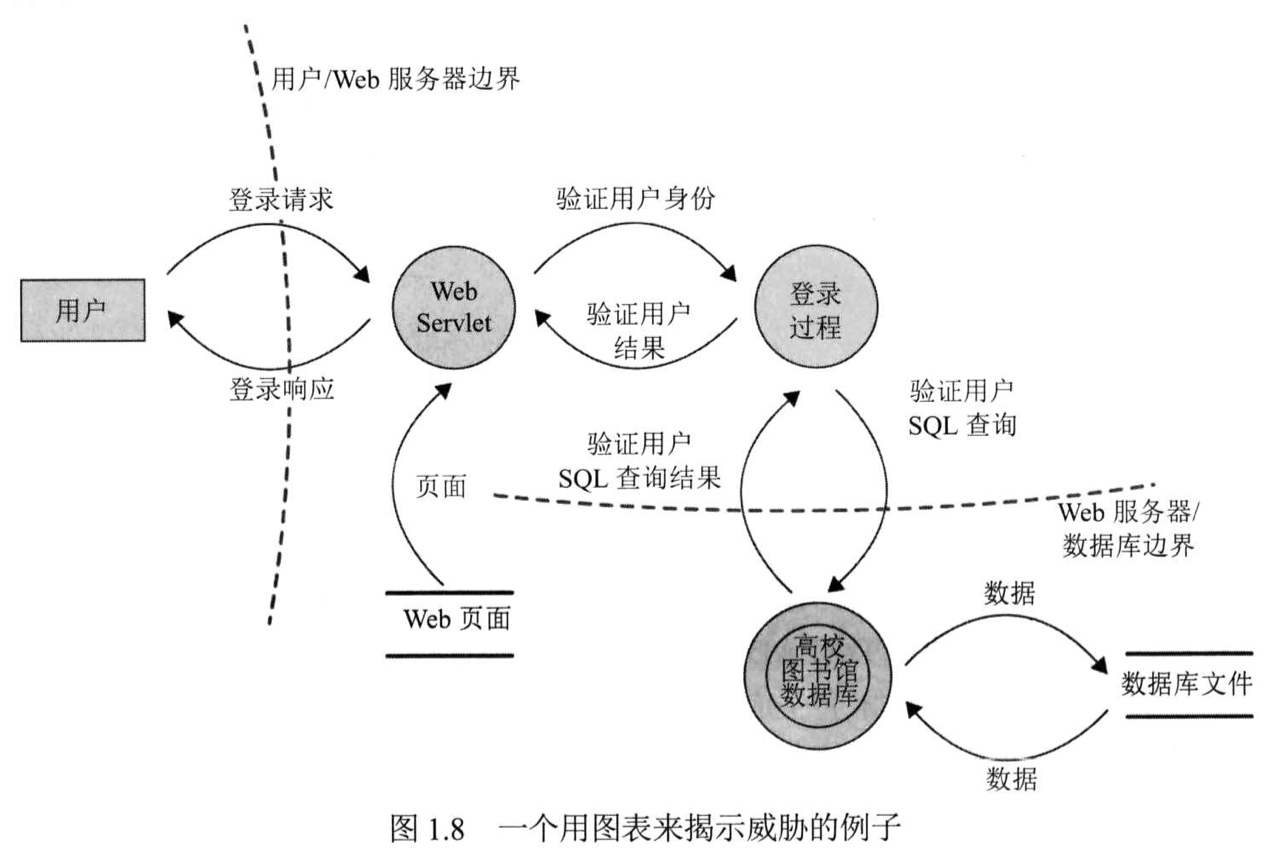 用户/Web 服务器边界
登录请求
验证用户身份
用户
Web
Servlet
登录
过程
验证用户
结果
登录响应
验证用户
SQL 查询
验证用户
SQL 查询结果
页面
Web 服务器/
数据库边界
数据
Web 页面
高校
图书馆
数据库
数据库文件
数据
图 1.8 一个用图表来揭示威胁的例子